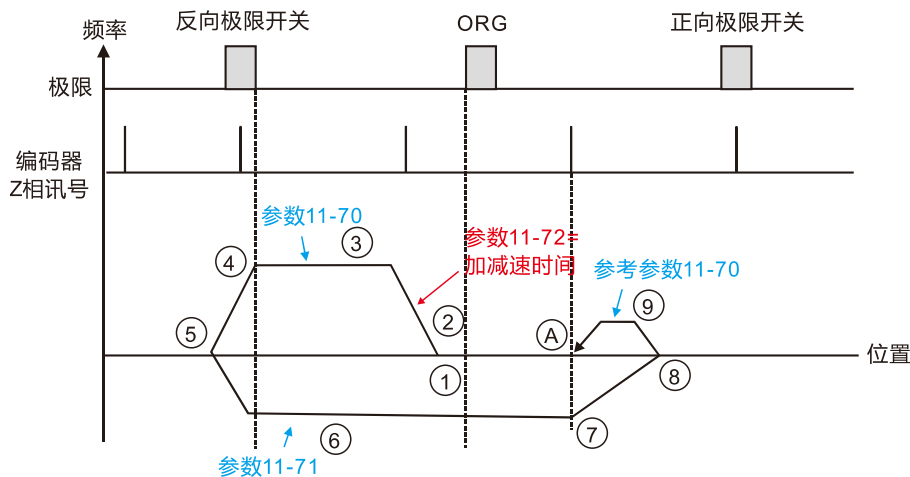 频率
反向极限开关
ORG
正向极限开关
极限
编码器
Z相讯号
参数11-70
参数11-72=
加减速时间
参考参数11-70
③
④
②
⑨
⑤
Ⓐ
位置
①
⑧
⑥
⑦
参数11-71